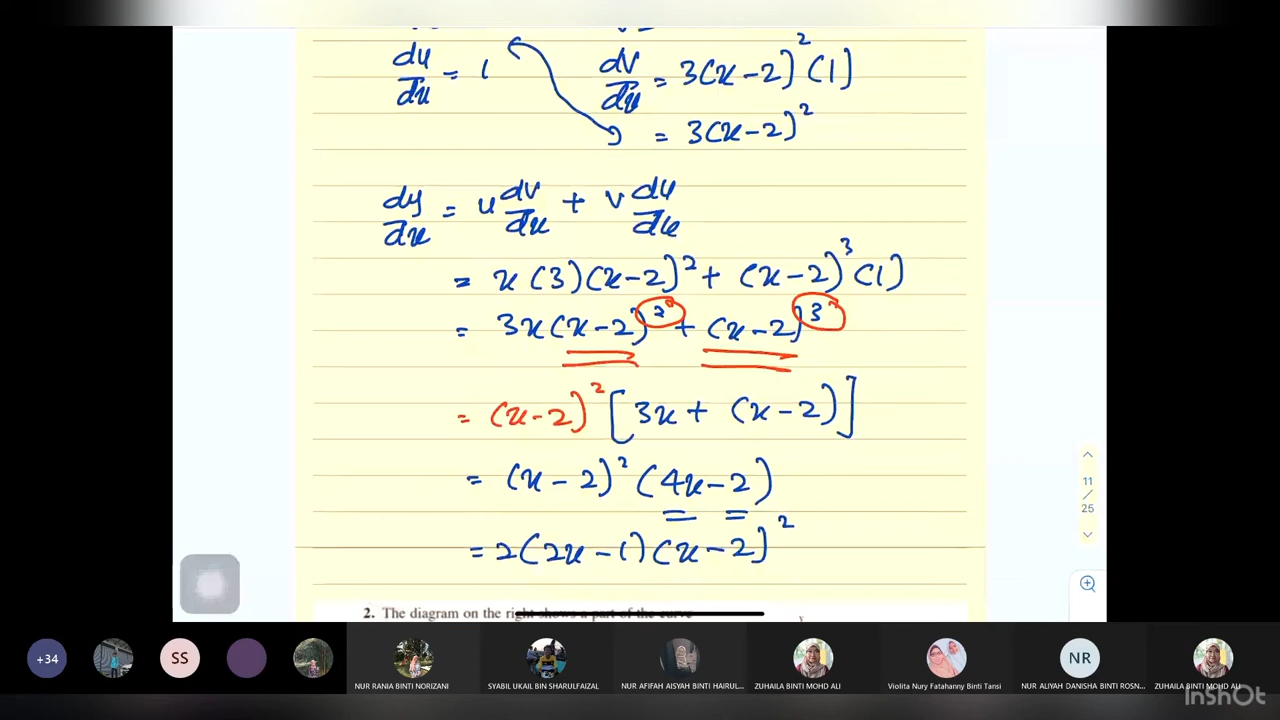 du/dx = 1 dv/dx = 3(x-2)²(1)
= 3(x-2)²
dy/dx = u dv/dx + v du/dx
= x(3)(x-2)² + (x-2)³(1)
= 3x(x-2)² + (x-2)³
= (x-2)² [3x + (x-2)]
= (x-2)² (4x-2)
= 2(2x-1)(x-2)²
11
/
25
2. The diagram on the right shows a part of the curve
y
+34 SS NR
NUR RANIA BINTI NORIZANI SYABIL UKAIL BIN SHARULFAIZAL NUR AFIFAH AISYAH BINTI HAIRUL... ZUHAILA BINTI MOHD ALI Violita Nury Fatahanny Binti Tansi NUR ALIYAH DANISHA BINTI ROSN... ZUHAILA BINTI MOHD ALI
InShOt